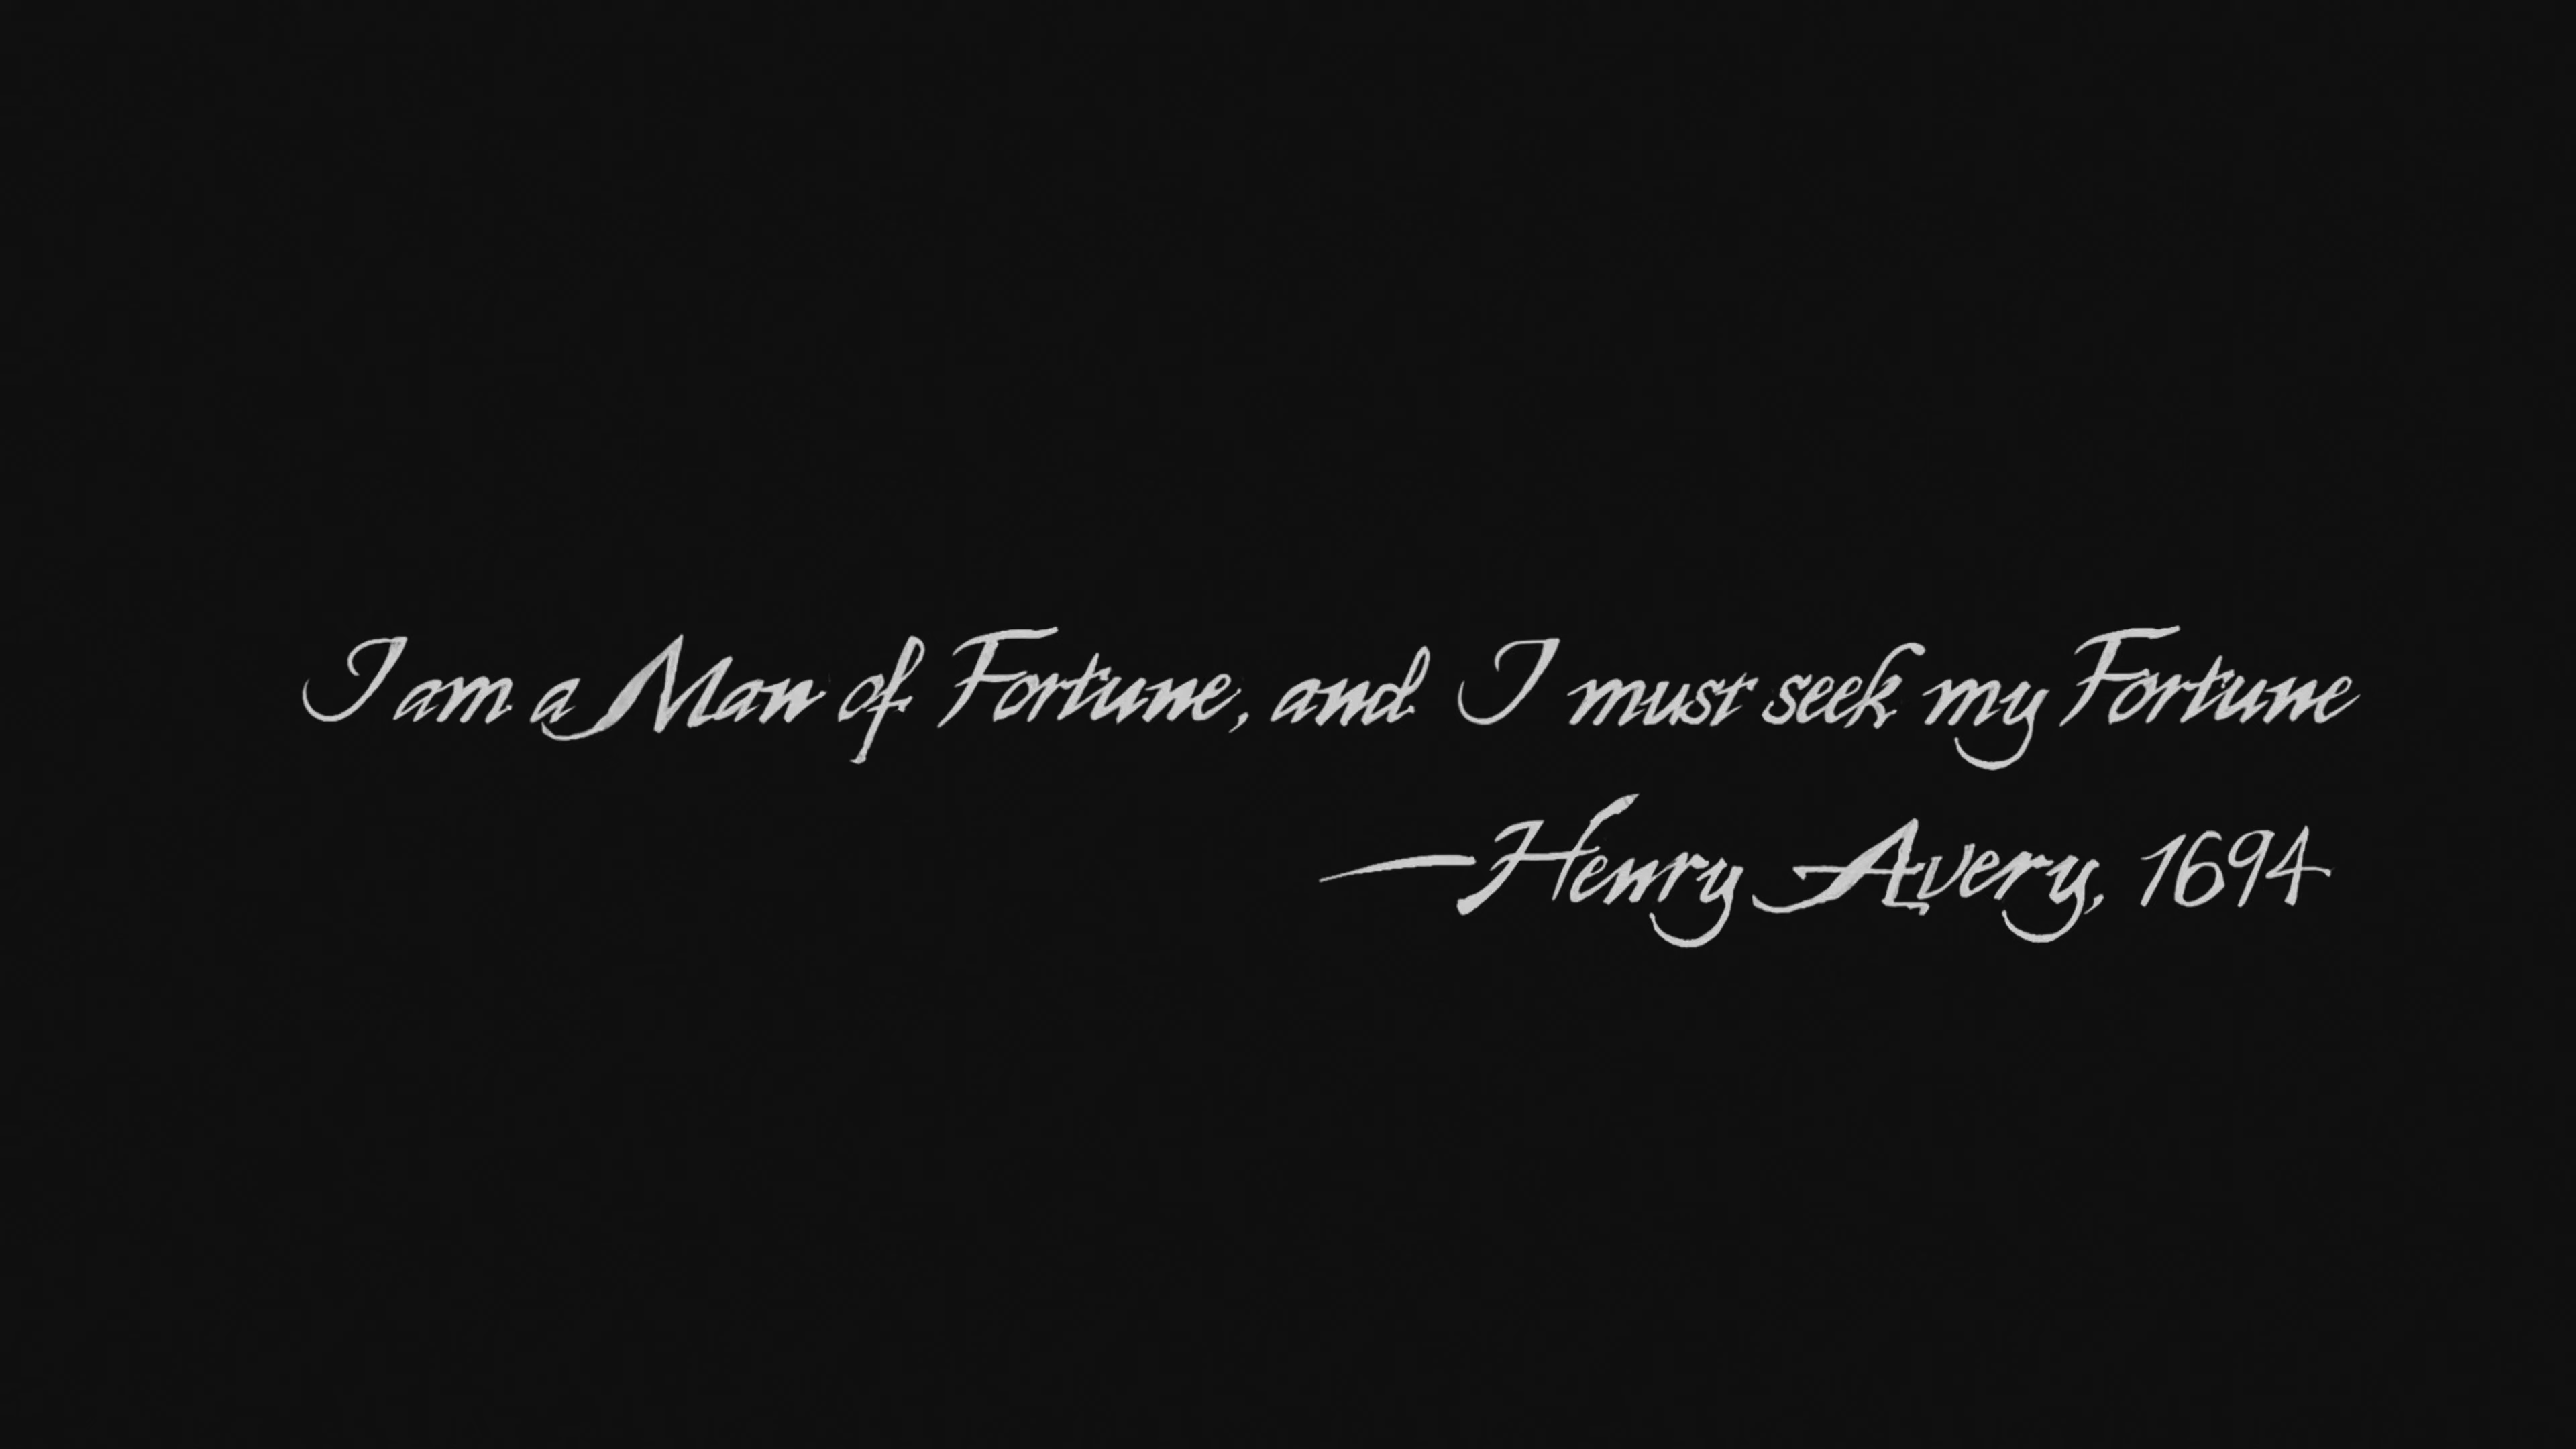 I am a Man of Fortune, and I must seek my Fortune
—Henry Avery, 1694